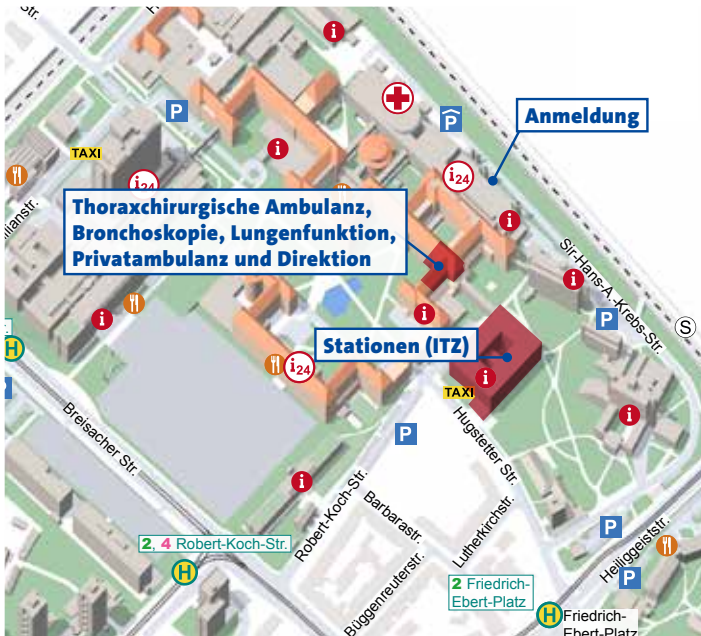 Str.
i
P
P
Anmeldung
TAXI
i24
i
i24
Thoraxchirurgische Ambulanz,
Bronchoskopie, Lungenfunktion,
Privatambulanz und Direktion
i
Sir-Hans-A.-Krebs-Str.
i
i
i
P
S
Stationen (ITZ)
H
i24
i
TAXI
Breisacher Str.
P
Hugstetter Str.
i
i
Robert-Koch-Str.
Barbarastr.
Lutherkirchstr.
P
Heiliggeiststr.
2, 4 Robert-Koch-Str.
H
Büggenreuterstr.
2 Friedrich-
Ebert-Platz
P
H
Friedrich-
Ebert-Platz